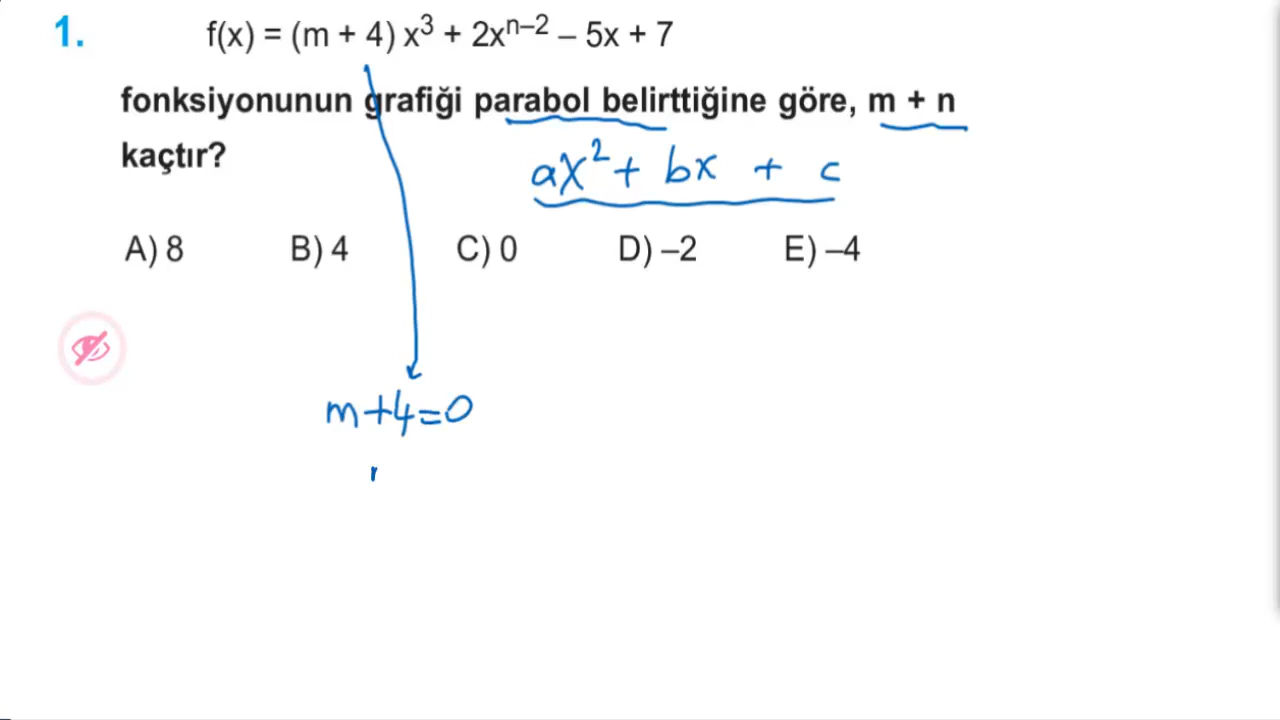 1. f(x) = (m + 4) x³ + 2xⁿ⁻² – 5x + 7
fonksiyonunun grafiği parabol belirttiğine göre, m + n
kaçtır?
ax² + bx + c
A) 8 B) 4 C) 0 D) –2 E) –4
m+4=0